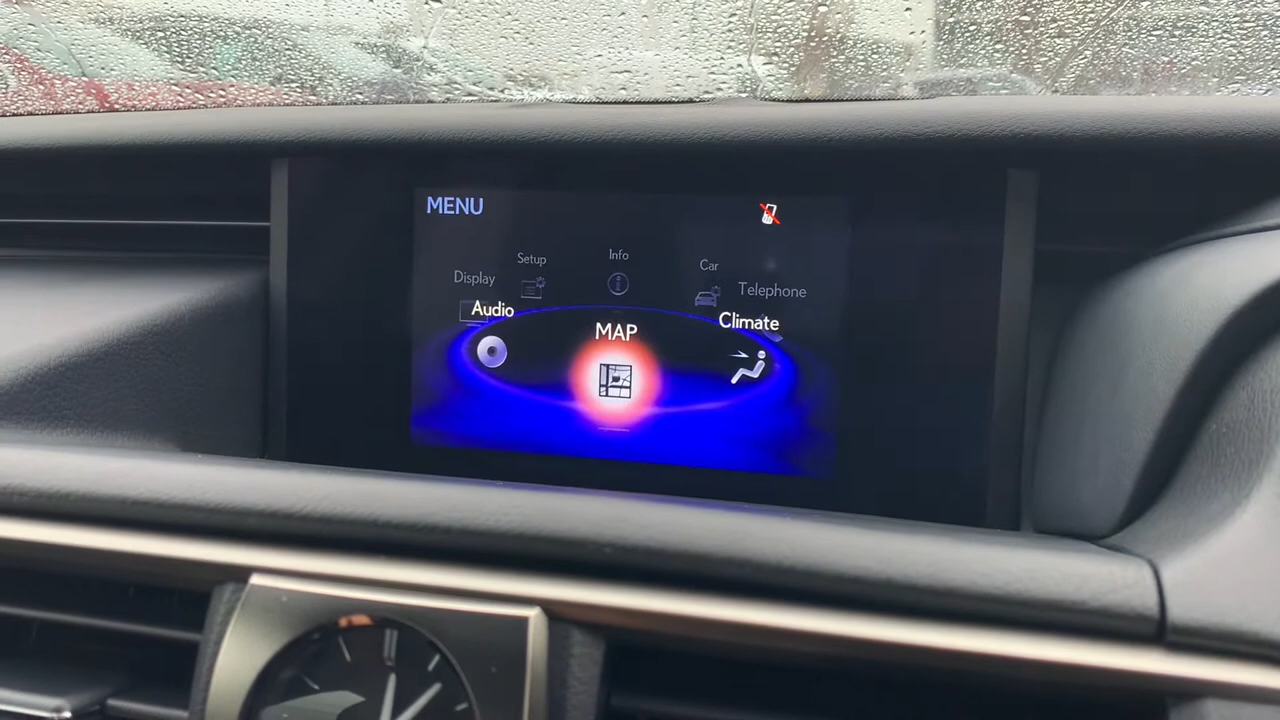 MENU
Setup
Info
Car
Display
Telephone
Audio
MAP
Climate